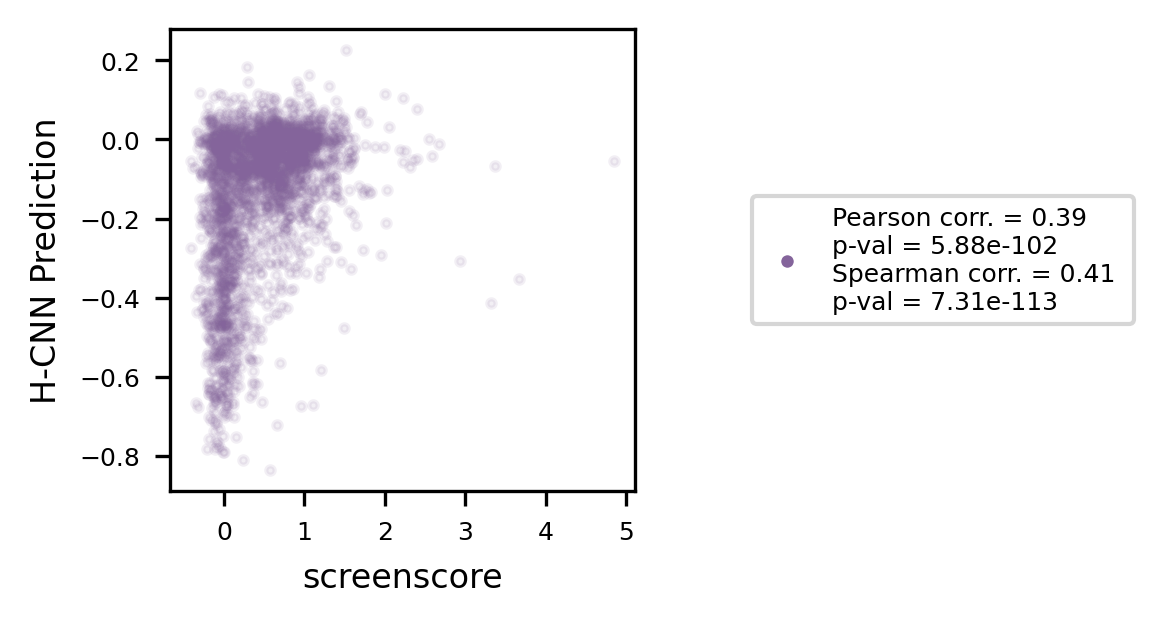 H-CNN Prediction
0.2
0.0
−0.2
−0.4
−0.6
−0.8
0 1 2 3 4 5
screenscore
Pearson corr. = 0.39
p-val = 5.88e-102
Spearman corr. = 0.41
p-val = 7.31e-113